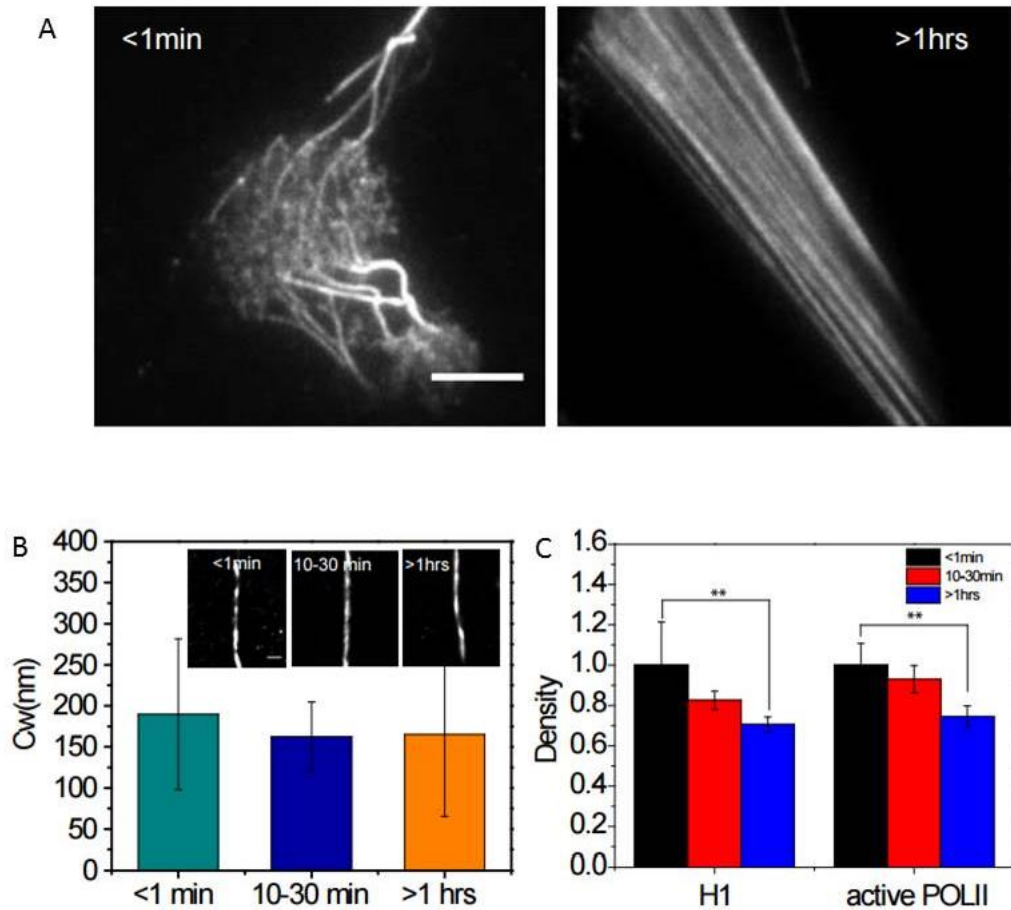 A
<1min
>1hrs
B
400
350
300
250
200
150
100
50
0
Cw(nm)
<1min
10-30 min
>1hrs
<1 min
10-30 min
>1 hrs
C
1.6
1.4
1.2
1.0
0.8
0.6
0.4
0.2
0.0
Density
<1min
10-30min
>1hrs
**
**
H1
active POLII